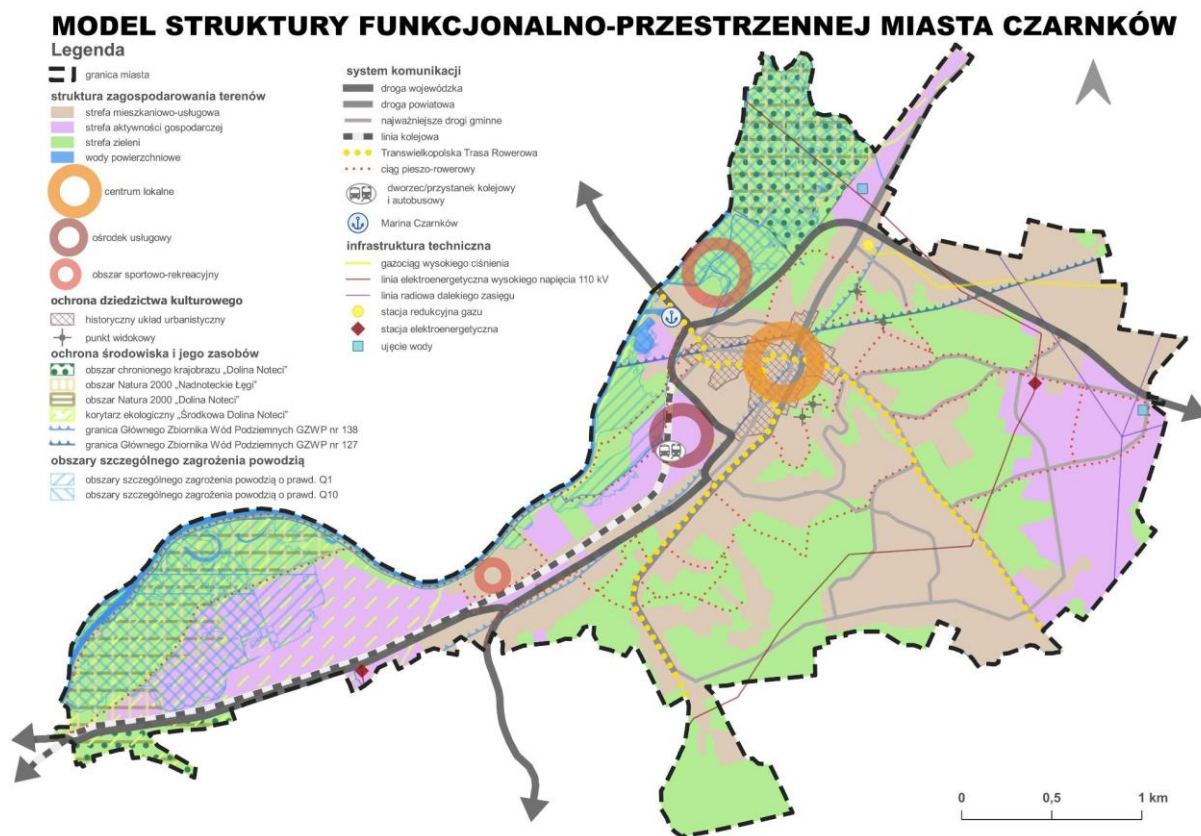 MODEL STRUKTURY FUNKCJONALNO-PRZESTRZENNEJ MIASTA CZARNKÓW
Legenda
granica miasta
struktura zagospodarowania terenów
strefa mieszkaniowo-usługowa
strefa aktywności gospodarczej
strefa zieleni
wody powierzchniowe
centrum lokalne
ośrodek usługowy
obszar sportowo-rekreacyjny
ochrona dziedzictwa kulturowego
historyczny układ urbanistyczny
punkt widokowy
ochrona środowiska i jego zasobów
obszar chronionego krajobrazu „Dolina Noteci”
obszar Natura 2000 „Nadnoteckie Łęgi”
obszar Natura 2000 „Dolina Noteci”
korytarz ekologiczny „Środkowa Dolina Noteci”
granica Głównego Zbiornika Wód Podziemnych GZWP nr 138
granica Głównego Zbiornika Wód Podziemnych GZWP nr 127
obszary szczególnego zagrożenia powodzią
obszary szczególnego zagrożenia powodzią o prawd. Q1
obszary szczególnego zagrożenia powodzią o prawd. Q10
system komunikacji
droga wojewódzka
droga powiatowa
najważniejsze drogi gminne
linia kolejowa
Transwielkopolska Trasa Rowerowa
ciąg pieszo-rowerowy
dworzec/przystanek kolejowy
i autobusowy
Marina Czarnków
infrastruktura techniczna
gazociąg wysokiego ciśnienia
linia elektroenergetyczna wysokiego napięcia 110 kV
linia radiowa dalekiego zasięgu
stacja redukcyjna gazu
stacja elektroenergetyczna
ujęcie wody
0 0,5 1 km